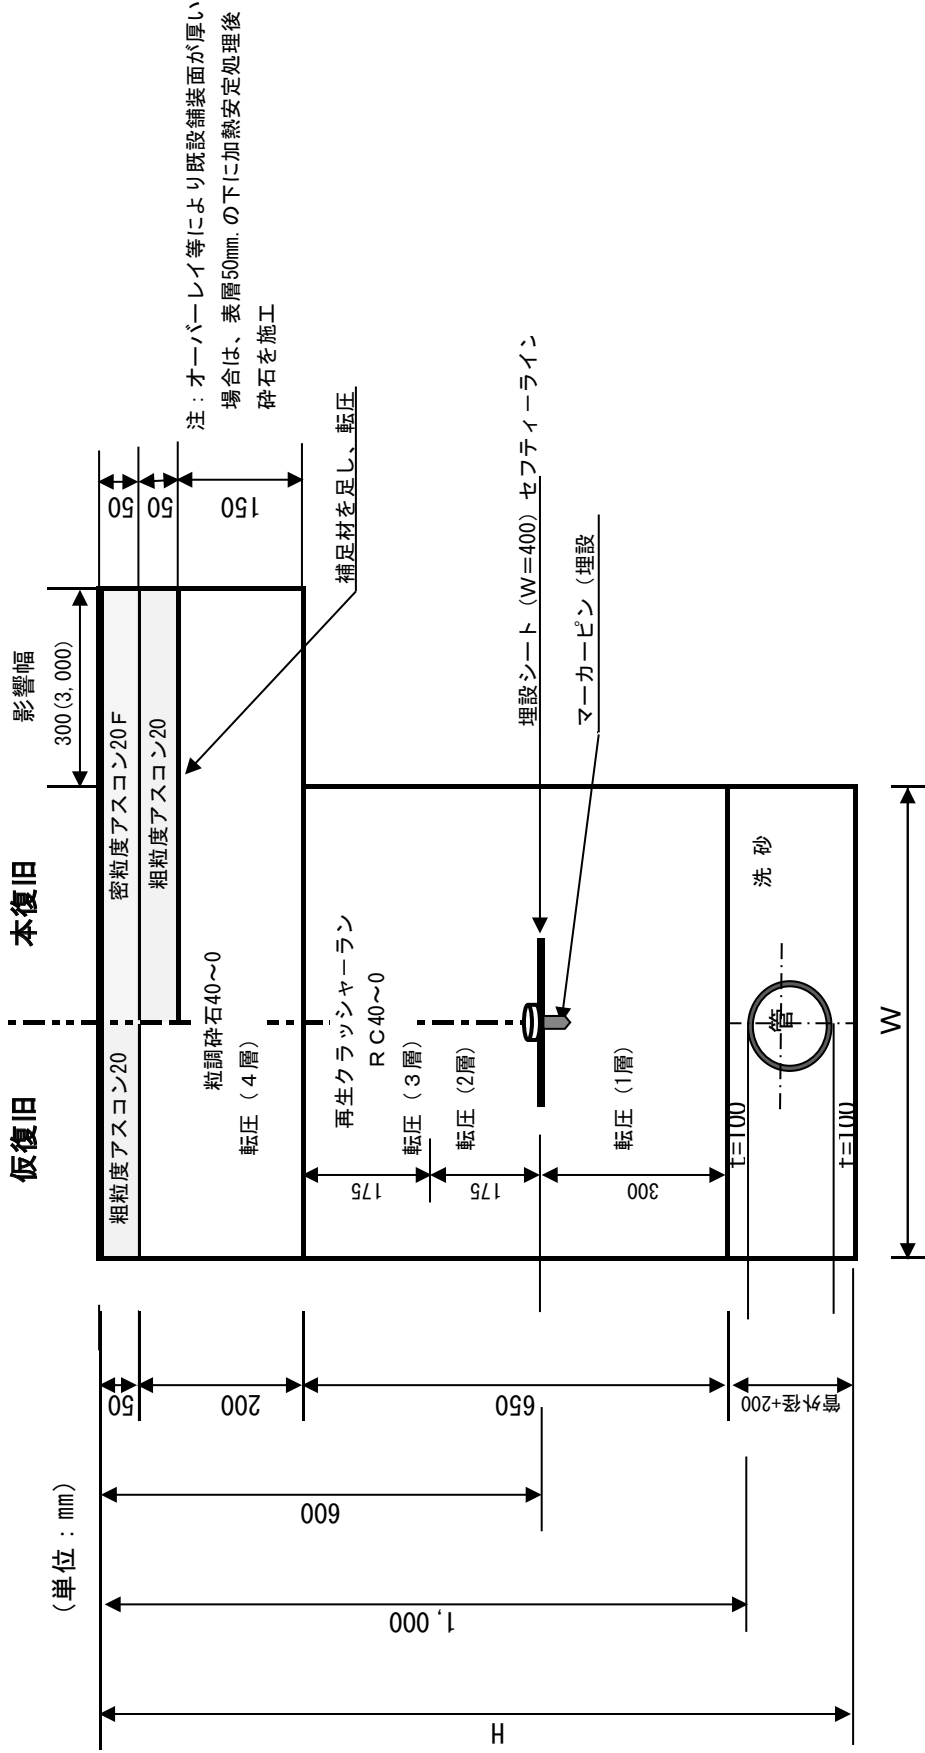 (単位：mm)
仮復旧
本復旧
影響幅
300(3,000)
粗粒度アスコン20
密粒度アスコン20F
粗粒度アスコン20
50
50
150
注：オーバーレイ等により既設舗装面が厚い
場合は、表層50mm.の下に加熱安定処理後
砕石を施工
粒調砕石40～0
転圧（４層）
補足材を足し、転圧
再生クラッシャーラン
ＲＣ40～0
転圧（３層）
転圧（2層）
転圧（1層）
175
175
300
埋設シート（Ｗ＝400）セフティーライン
マーカーピン（埋設
洗 砂
管
t=100
t=100
50
200
650
管外径+200
600
1,000
H
W